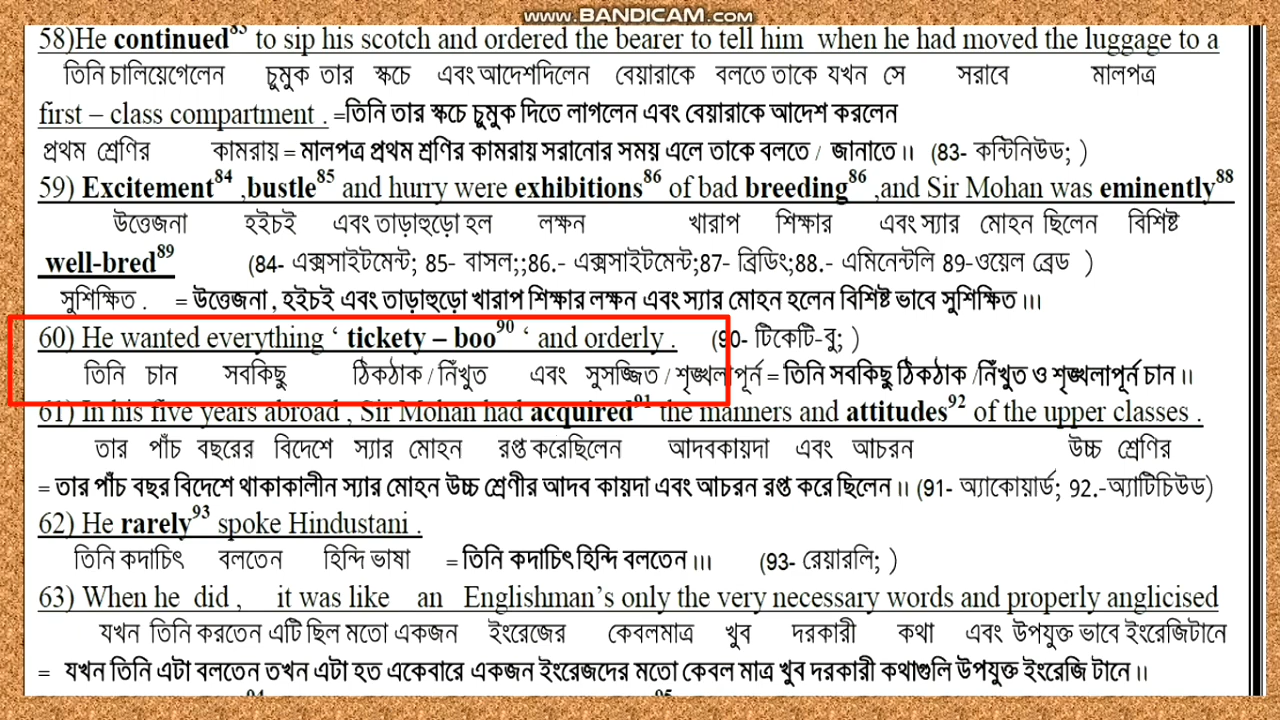 www.BANDICAM.com
58)He continued83 to sip his scotch and ordered the bearer to tell him when he had moved the luggage to a
তিনি চালিয়েগেলেন চুমুক তার স্কচে এবং আদেশদিলেন বেয়ারাকে বলতে তাকে যখন সে সরাবে মালপত্র
first – class compartment . =তিনি তার স্কচে চুমুক দিতে লাগলেন এবং বেয়ারাকে আদেশ করলেন
প্রথম শ্রেণির কামরায় = মালপত্র প্রথম শ্রণির কামরায় সরানোর সময় এলে তাকে বলতে / জানাতে।। (83- কন্টিনিউড; )
59) Excitement84 ,bustle85 and hurry were exhibitions86 of bad breeding86 ,and Sir Mohan was eminently88
উত্তেজনা হইচই এবং তাড়াহুড়ো হল লক্ষন খারাপ শিক্ষার এবং স্যার মোহন ছিলেন বিশিষ্ট
well-bred89 (84- এক্সসাইটমেন্ট; 85- বাসল;;86.- এক্সসাইটমেন্ট;87- ব্রিডিং;88.- এমিনেন্টলি 89-ওয়েল ব্রেড )
সুশিক্ষিত . = উত্তেজনা , হইচই এবং তাড়াহুড়ো খারাপ শিক্ষার লক্ষন এবং স্যার মোহন হলেন বিশিষ্ট ভাবে সুশিক্ষিত ।।।
60) He wanted everything ‘ tickety – boo90 ‘ and orderly . (90- টিকেটি-বু; )
তিনি চান সবকিছু ঠিকঠাক / নিঁখুত এবং সুসজ্জিত / শৃঙ্খলাপূর্ন = তিনি সবকিছু ঠিকঠাক /নিঁখুত ও শৃঙ্খলাপূর্ন চান ।।
61) In his five years abroad , Sir Mohan had acquired91 the manners and attitudes92 of the upper classes .
তার পাঁচ বছরের বিদেশে স্যার মোহন রপ্ত করেছিলেন আদবকায়দা এবং আচরন উচ্চ শ্রেণির
= তার পাঁচ বছর বিদেশে থাকাকালীন স্যার মোহন উচ্চ শ্রেণীর আদব কায়দা এবং আচরন রপ্ত করে ছিলেন ।। (91- অ্যাকোয়ার্ড; 92.-অ্যাটিচিউড)
62) He rarely93 spoke Hindustani .
তিনি কদাচিৎ বলতেন হিন্দি ভাষা = তিনি কদাচিৎ হিন্দি বলতেন ।।। (93- রেয়ারলি; )
63) When he did , it was like an Englishman’s only the very necessary words and properly anglicised
যখন তিনি করতেন এটি ছিল মতো একজন ইংরেজের কেবলমাত্র খুব দরকারী কথা এবং উপযুক্ত ভাবে ইংরেজিটানে
= যখন তিনি এটা বলতেন তখন এটা হত একেবারে একজন ইংরেজদের মতো কেবল মাত্র খুব দরকারী কথাগুলি উপযুক্ত ইংরেজি টানে ।।